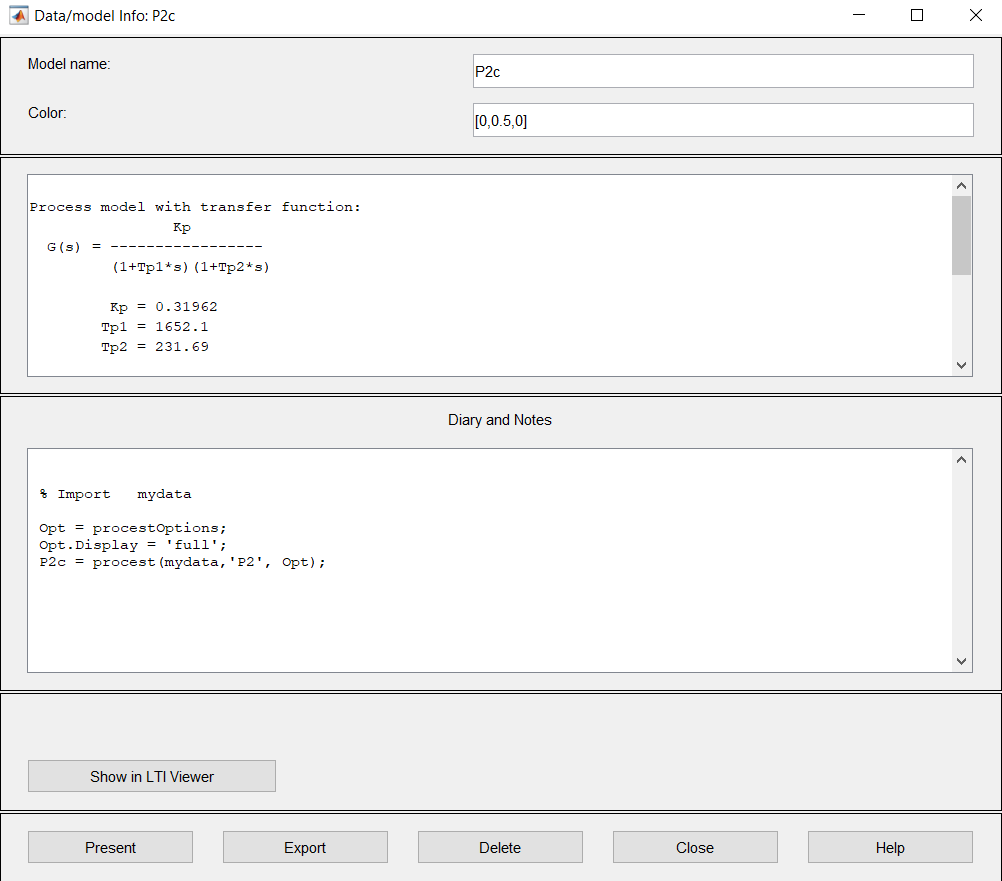 Data/model Info: P2c
Model name:
P2c
Color:
[0,0.5,0]
Process model with transfer function:
Kp
G(s) = -----------------
(1+Tp1*s)(1+Tp2*s)
Kp = 0.31962
Tp1 = 1652.1
Tp2 = 231.69
Diary and Notes
% Import   mydata
Opt = procestOptions;
Opt.Display = 'full';
P2c = procest(mydata,'P2', Opt);
Show in LTI Viewer
Present
Export
Delete
Close
Help